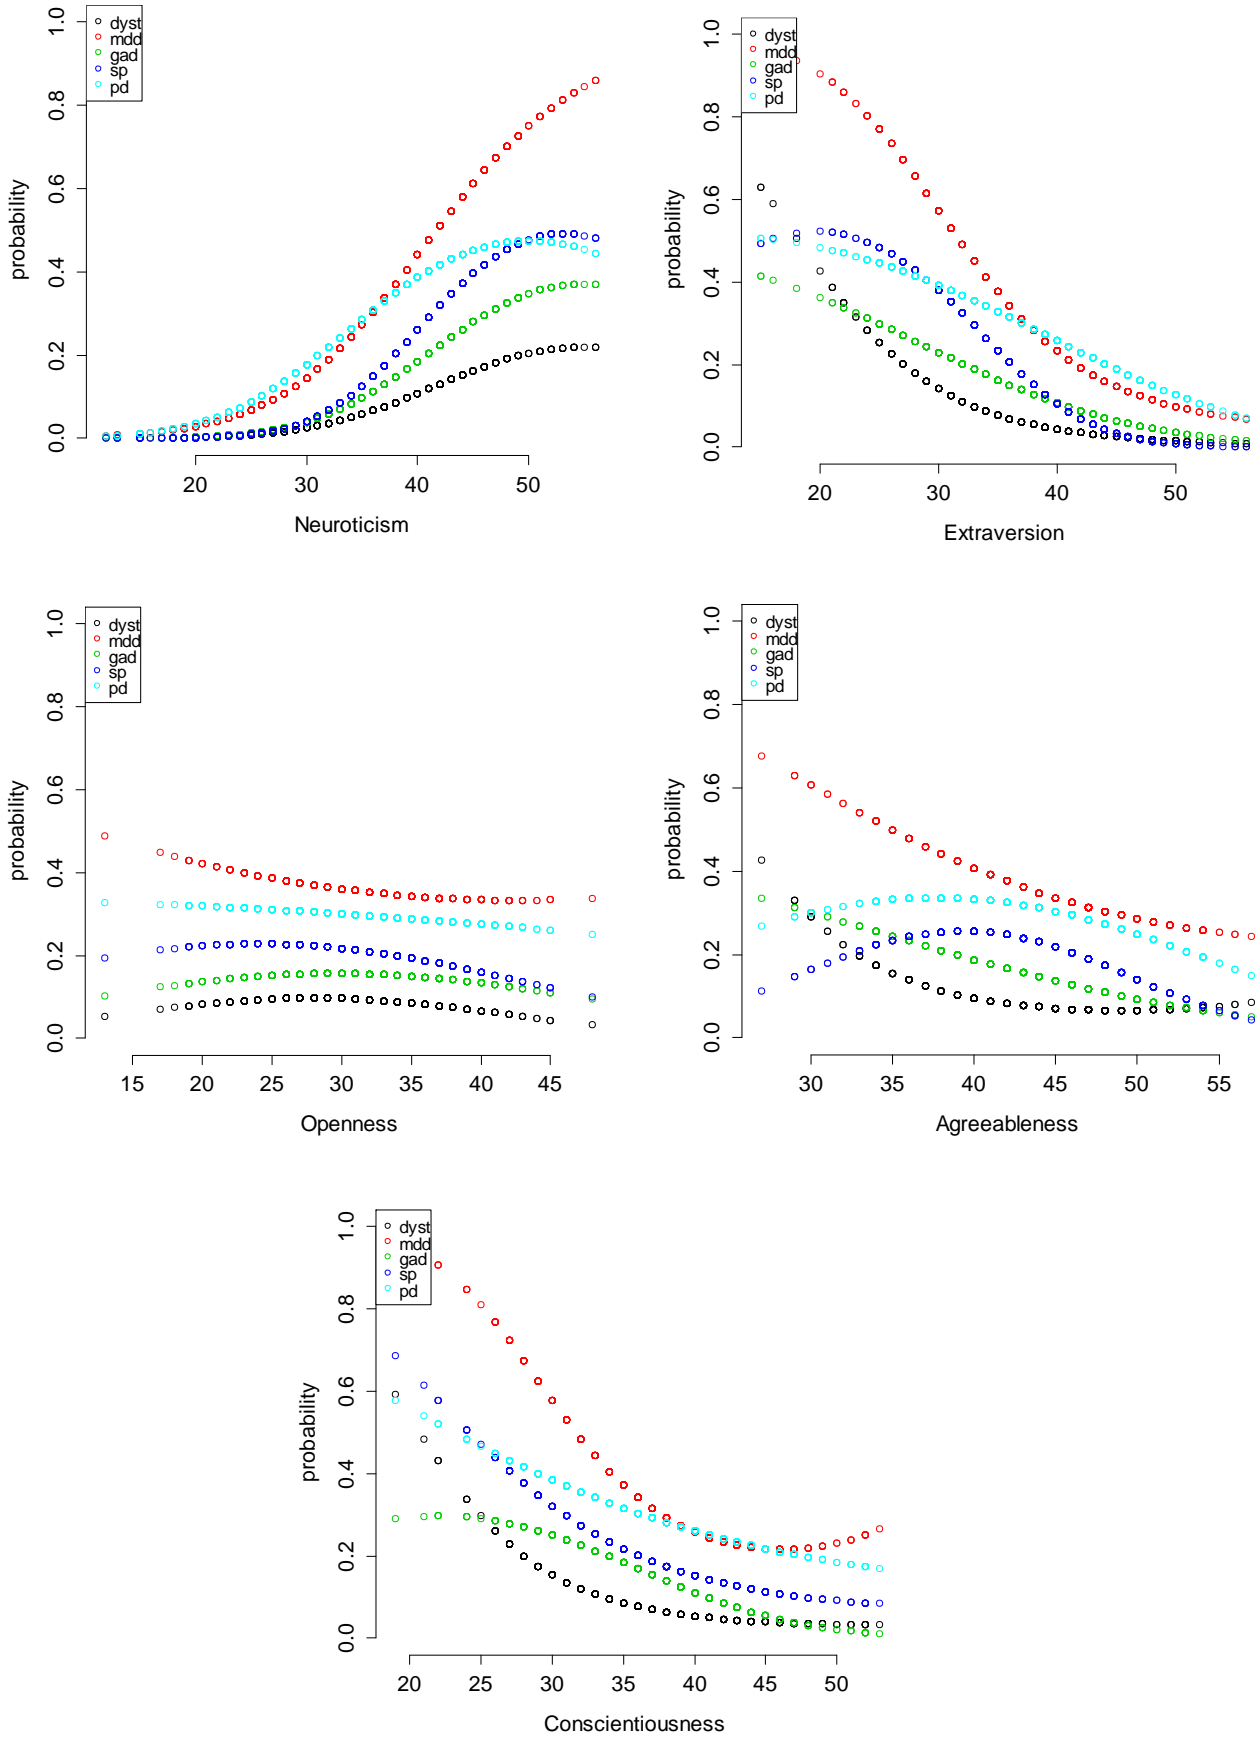 1.0
0.8
0.6
0.4
0.2
0.0
probability
dyst
mdd
gad
sp
pd
20 30 40 50
Neuroticism
1.0
0.8
0.6
0.4
0.2
0.0
probability
dyst
mdd
gad
sp
pd
20 30 40 50
Extraversion
1.0
0.8
0.6
0.4
0.2
0.0
probability
dyst
mdd
gad
sp
pd
15 20 25 30 35 40 45
Openness
1.0
0.8
0.6
0.4
0.2
0.0
probability
dyst
mdd
gad
sp
pd
30 35 40 45 50 55
Agreeableness
1.0
0.8
0.6
0.4
0.2
0.0
probability
dyst
mdd
gad
sp
pd
20 25 30 35 40 45 50
Conscientiousness